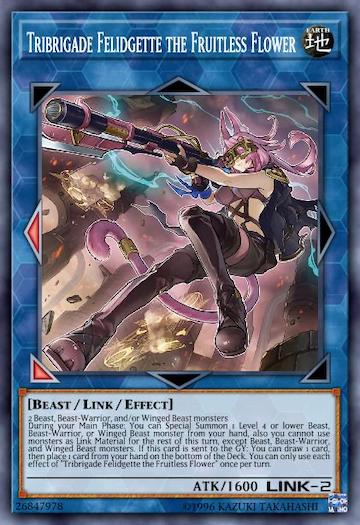 TRIBRIGADE FELIDGETTE THE FRUITLESS FLOWER
EARTH
地
[BEAST / LINK / EFFECT]
2 Beast, Beast-Warrior, and/or Winged Beast monsters
During your Main Phase: You can Special Summon 1 Level 4 or lower Beast,
Beast-Warrior, or Winged Beast monster from your hand, also you cannot use
monsters as Link Material for the rest of this turn, except Beast, Beast-Warrior,
and Winged Beast monsters. If this card is sent to the GY: You can draw 1 card,
then place 1 card from your hand on the bottom of the Deck. You can only use each
effect of "Tribrigade Felidgette the Fruitless Flower" once per turn.
ATK/1600 LINK-2
26847978 ©1996 KAZUKI TAKAHASHI